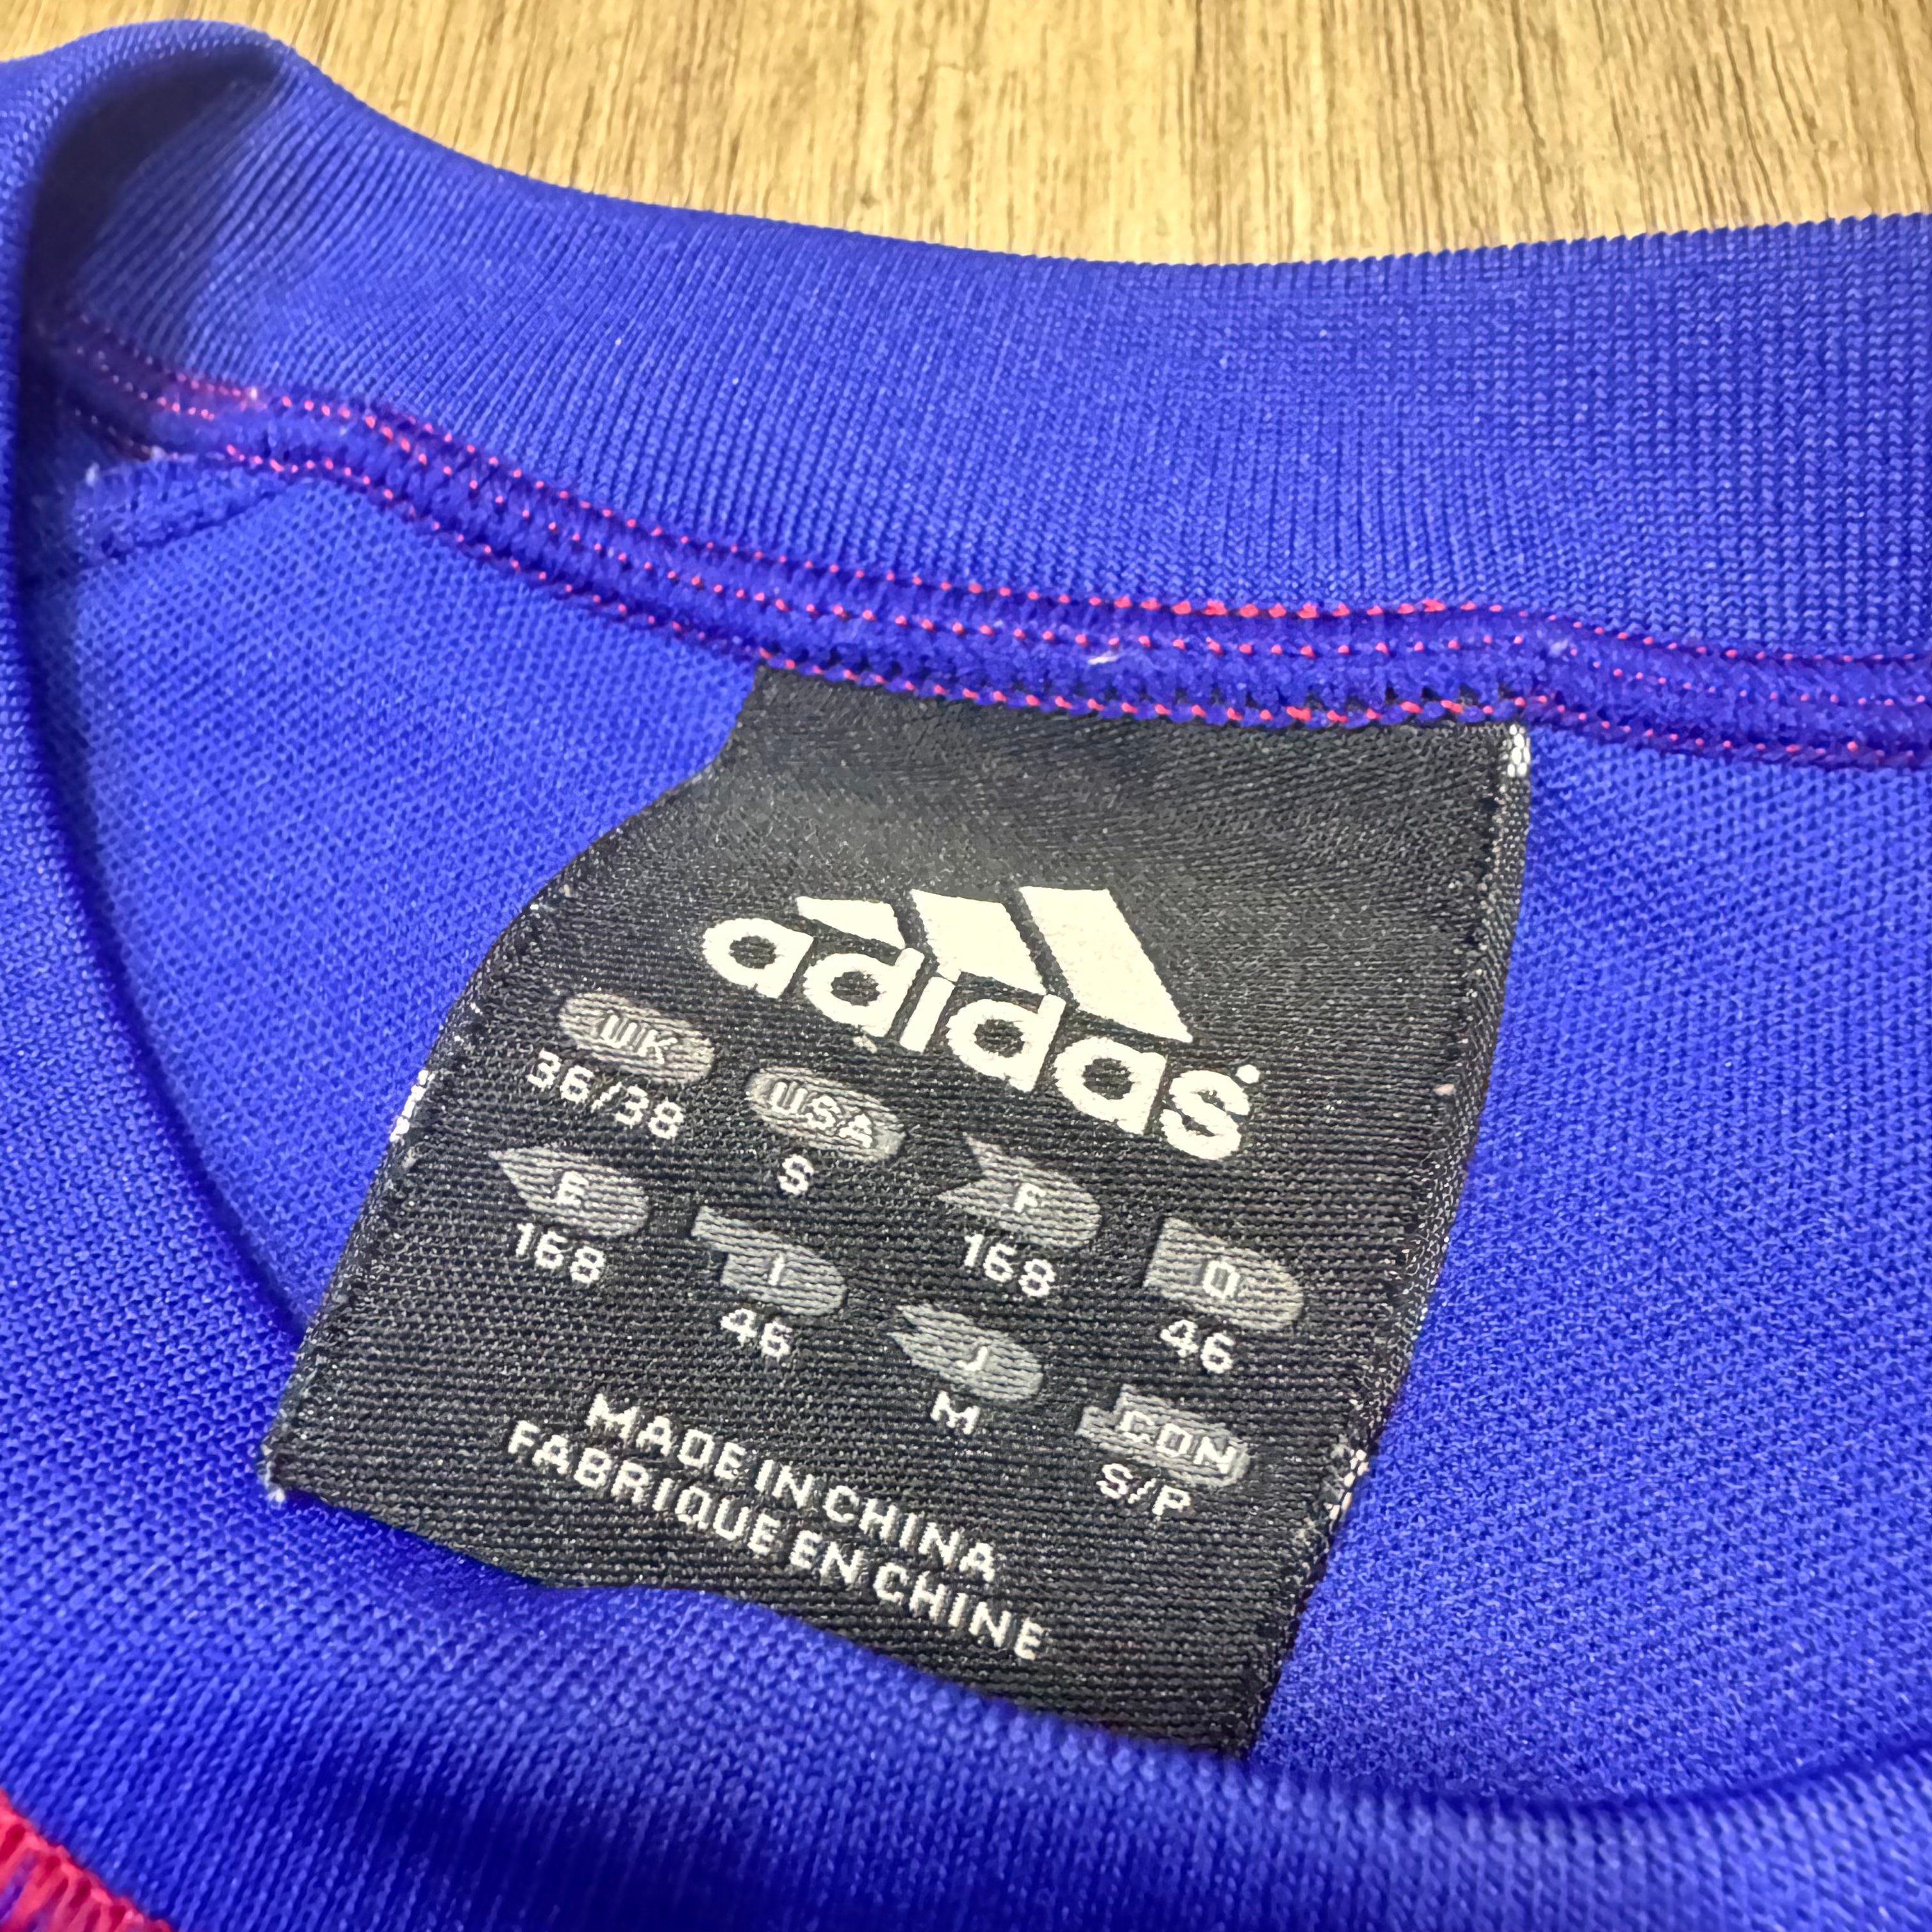 adidas
UK USA F D
36/38 S 168 46
E I J CDN
168 46 M S/P
MADE IN CHINA
FABRIQUE EN CHINE